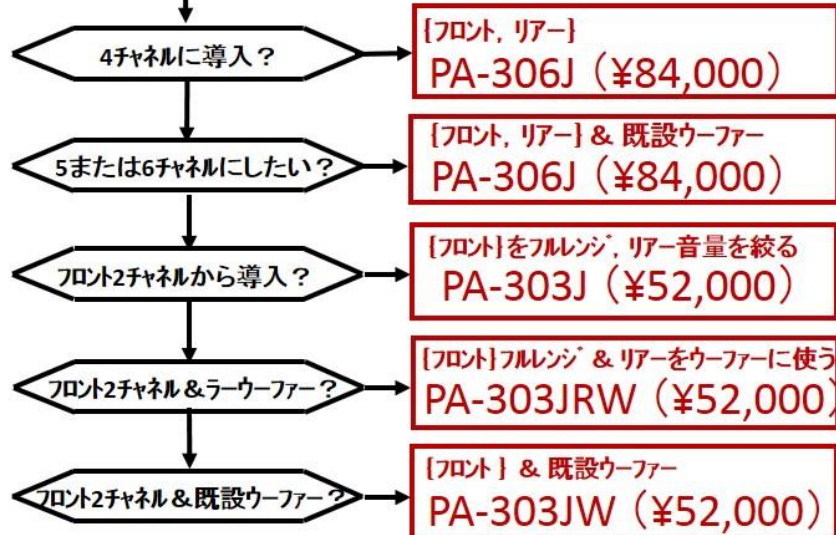 4チャネルに導入？
{フロント, リアー}
PA-306J (¥84,000)
5または6チャネルにしたい？
{フロント, リアー} & 既設ウーファー
PA-306J (¥84,000)
フロント2チャネルから導入？
{フロント}をフルレンジ, リアー音量を絞る
PA-303J (¥52,000)
フロント2チャネル&ラーウーファー？
{フロント}フルレンジ & リアーをウーファーに使う
PA-303JRW (¥52,000)
フロント2チャネル&既設ウーファー？
{フロント} & 既設ウーファー
PA-303JW (¥52,000)